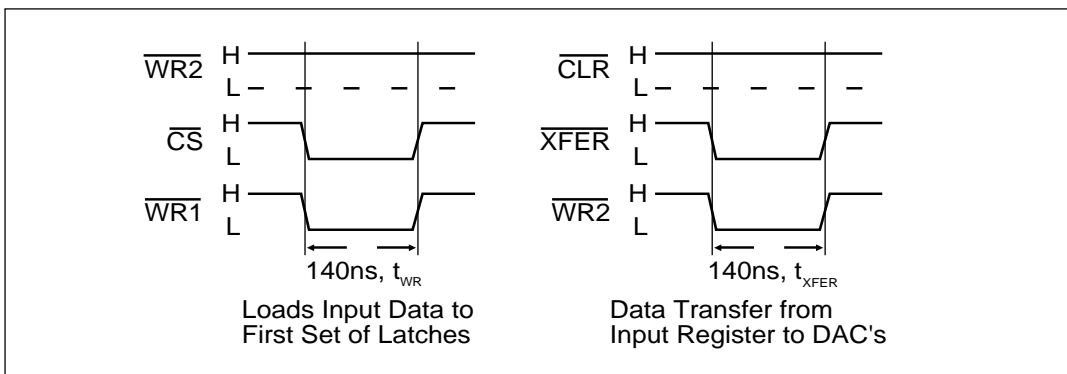 WR2 H
L
CS H
L
WR1 H
L
140ns, tWR
Loads Input Data to
First Set of Latches
CLR H
L
XFER H
L
WR2 H
L
140ns, tXFER
Data Transfer from
Input Register to DAC's